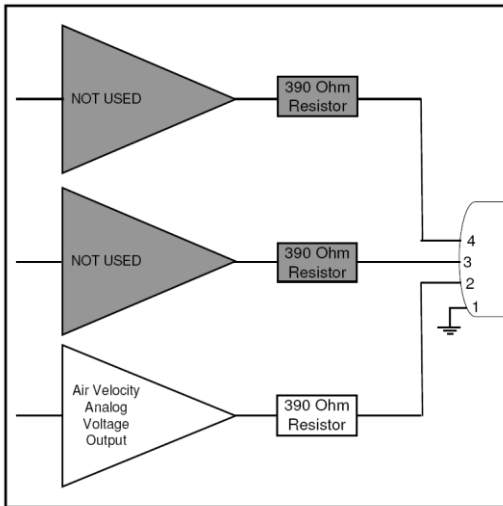 NOT USED
390 Ohm
Resistor
NOT USED
390 Ohm
Resistor
4
3
2
1
Air Velocity
Analog
Voltage
Output
390 Ohm
Resistor